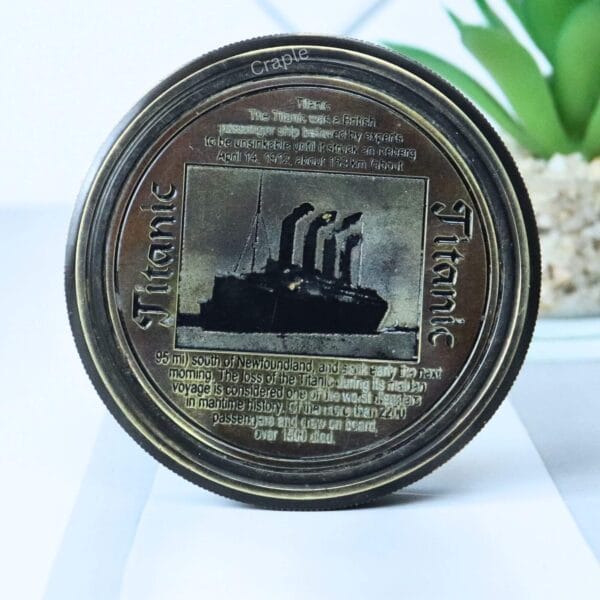 Craple
Titanic
The Titanic was a British
passenger ship believed by experts
to be unsinkable until it struck an iceberg
April 14, 1912, about 153 km (about
Titanic
Titanic
95 mi) south of Newfoundland, and sank early the next
morning. The loss of the Titanic during its maiden
voyage is considered one of the worst disasters
in maritime history. Of the more than 2200
passengers and crew on board,
over 1500 died.